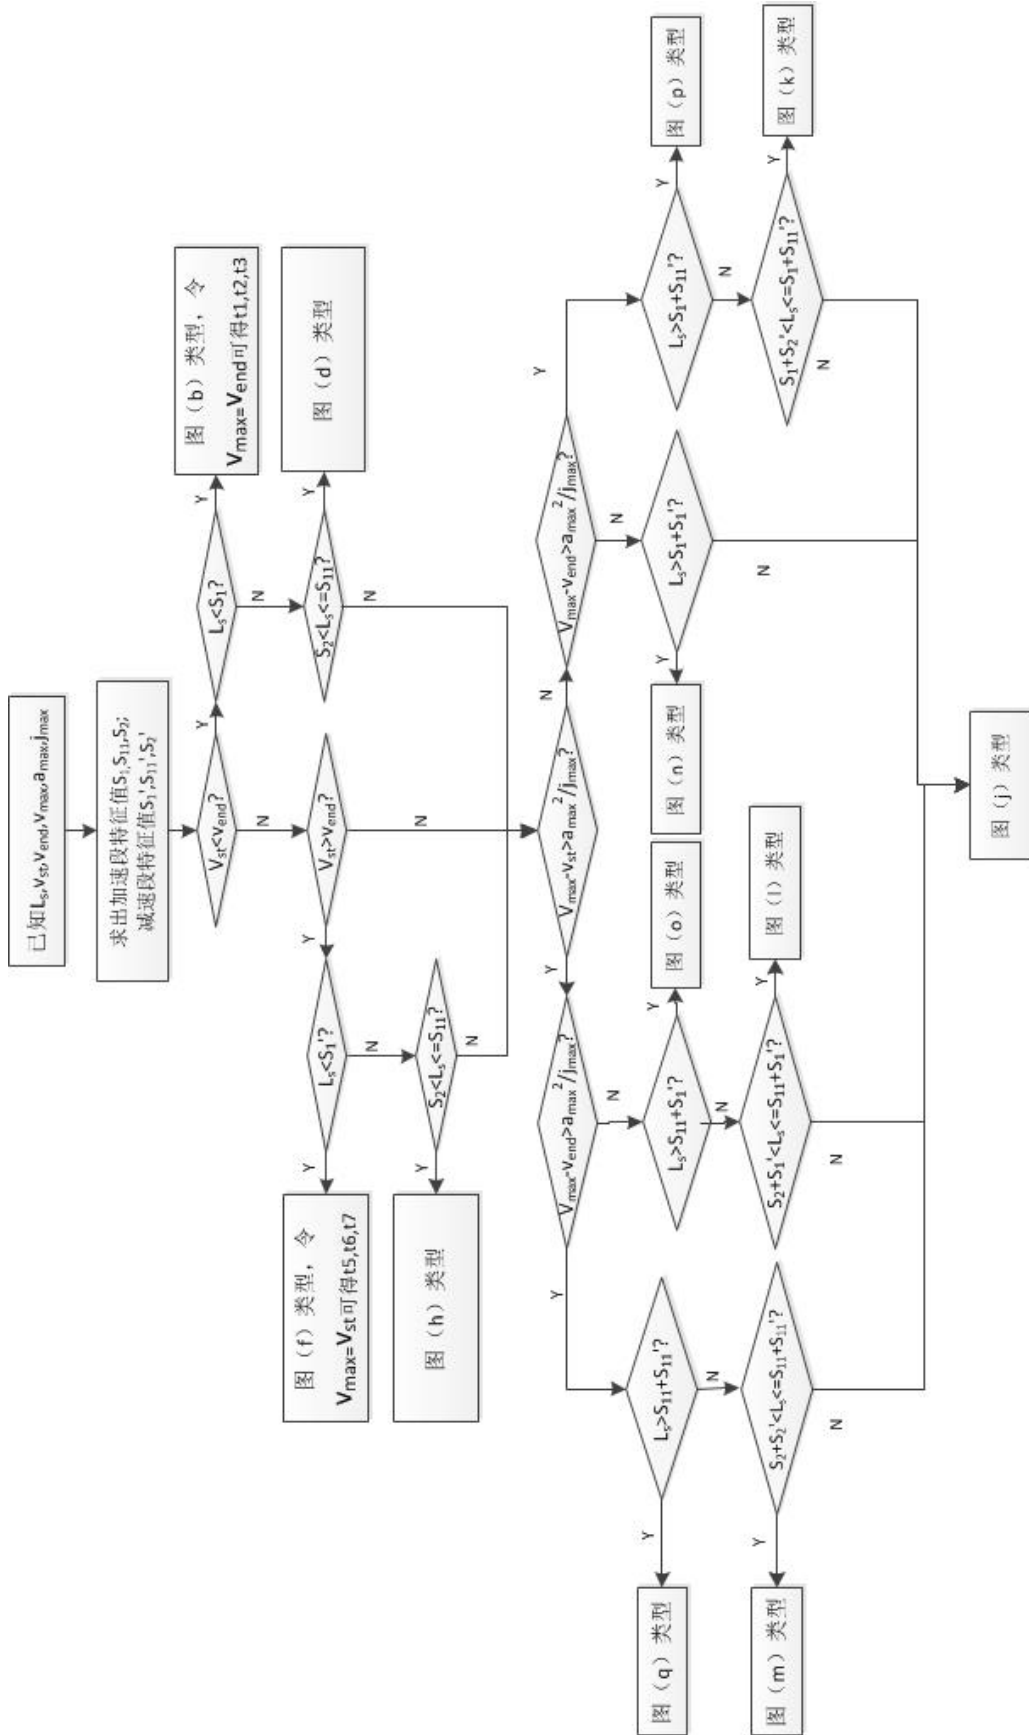 已知Ls,vst,vend,vmax,amax,jmax
求出加速段特征值S1,S11,S2;
减速段特征值S1',S11',S2'
Vst<vend?
Y
N
Ls<S1?
Y
N
图（b）类型，令
Vmax=Vend可得t1,t2,t3
S2<Ls<=S11?
Y
N
图（d）类型
Vst>vend?
Y
N
Ls<S1'?
Y
N
图（f）类型，令
Vmax=Vst可得t5,t6,t7
S2<Ls<=S11?
Y
N
图（h）类型
Vmax-vst>amax²/jmax?
Y
N
Vmax-vend>amax²/jmax?
Y
N
Ls>S11+S11'?
Y
N
图（q）类型
S2+S2'<Ls<=S11+S11'?
Y
N
图（m）类型
Ls>S11+S1'?
Y
N
图（o）类型
S2+S1'<Ls<=S11+S1'?
Y
N
图（l）类型
Vmax-vend>amax²/jmax?
Y
N
Ls>S1+S1'?
Y
N
图（n）类型
Ls>S1+S11'?
Y
N
图（p）类型
S1+S2'<Ls<=S1+S11'?
Y
N
图（k）类型
图（j）类型